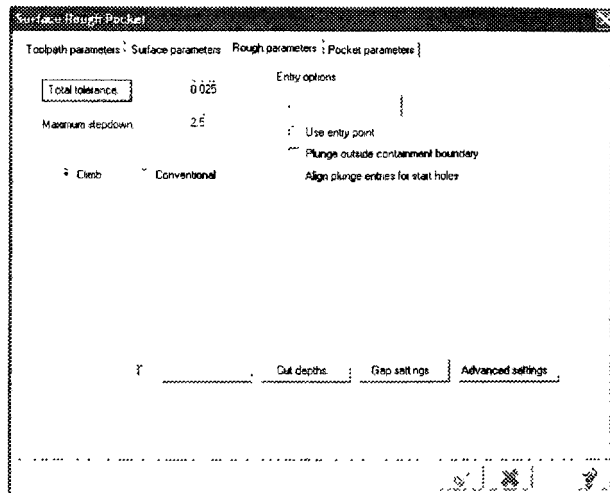 Surface Rough Pocket
Toolpath parameters Surface parameters Rough parameters Pocket parameters
Entry options
Total tolerance 0.025
Maximum stepdown 2.5
Use entry point
Plunge outside containment boundary
Climb Conventional Align plunge entries for start holes
Cut depths. Gap settings Advanced settings